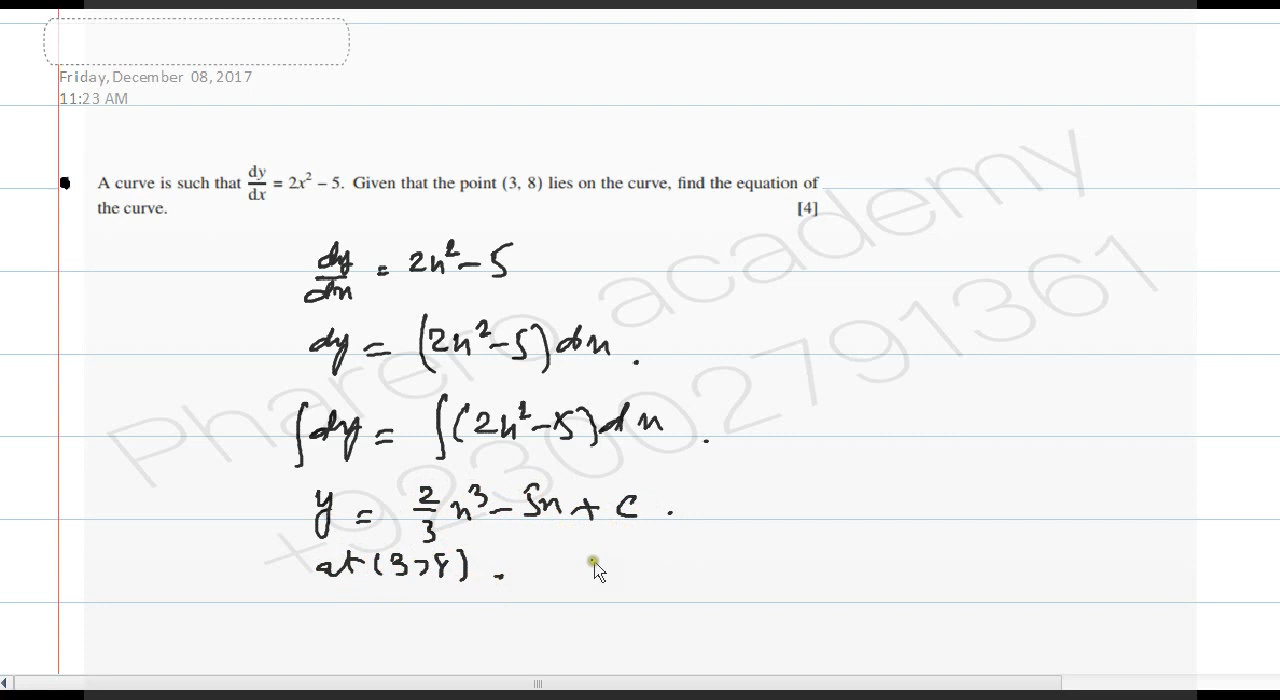 Friday, December 08, 2017
11:23 AM
A curve is such that dy/dx = 2x² – 5. Given that the point (3, 8) lies on the curve, find the equation of
the curve. [4]
dy/dx = 2x² – 5
dy = (2x² – 5) dx .
∫dy = ∫(2x² – 5) dx .
y = 2/3 x³ – 5x + c .
at (3, 8) .
Pharero academy
+923002791361